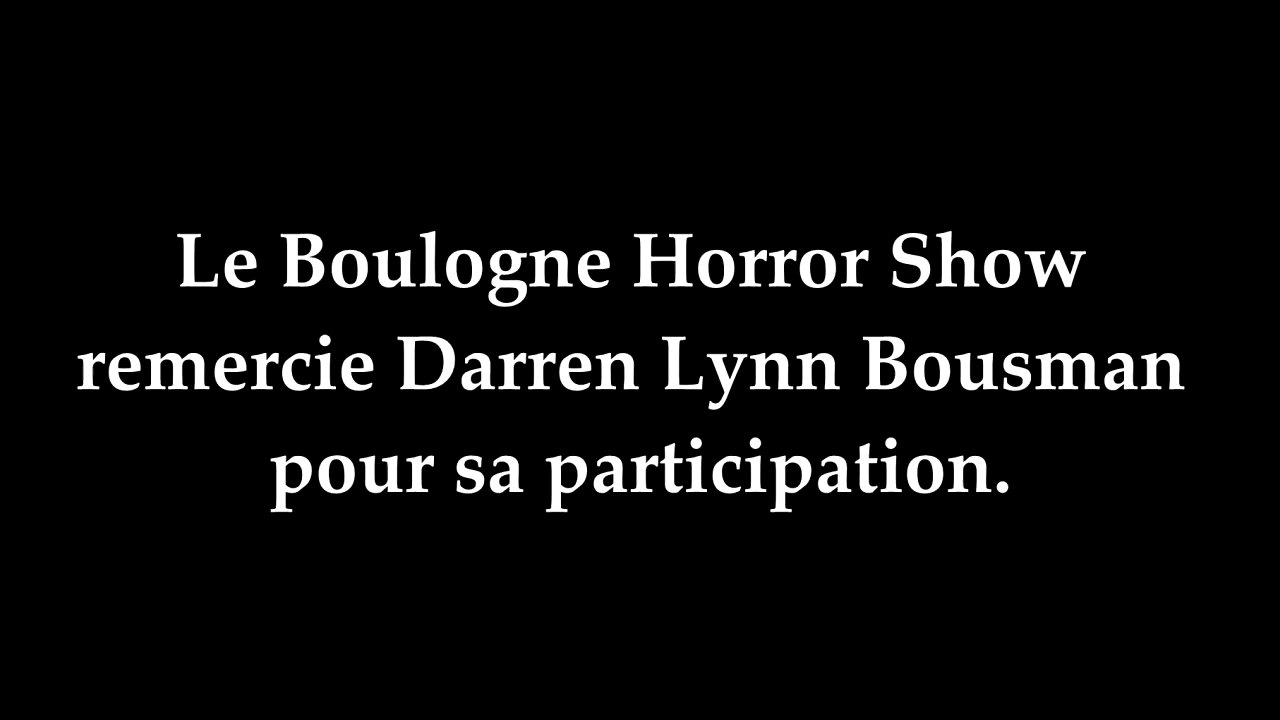 Le Boulogne Horror Show
remercie Darren Lynn Bousman
pour sa participation.